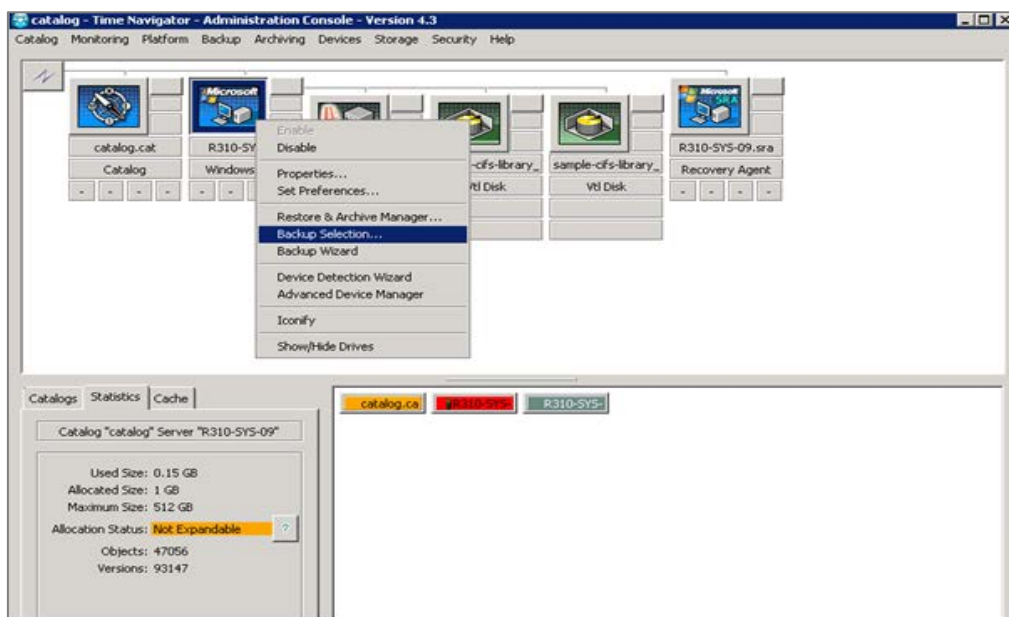 catalog - Time Navigator - Administration Console - Version 4.3
Catalog Monitoring Platform Backup Archiving Devices Storage Security Help
Microsoft
Microsoft
SRA
catalog.cat
R310-SY
-cifs-library_
sample-cifs-library_
R310-SYS-09.sra
Catalog
Windows
Vtl Disk
Vtl Disk
Recovery Agent
Enable
Disable
Properties...
Set Preferences...
Restore & Archive Manager...
Backup Selection...
Backup Wizard
Device Detection Wizard
Advanced Device Manager
Iconify
Show/Hide Drives
Catalogs Statistics Cache
Catalog "catalog" Server "R310-SYS-09"
Used Size: 0.15 GB
Allocated Size: 1 GB
Maximum Size: 512 GB
Allocation Status: Not Expandable ?
Objects: 47056
Versions: 93147
catalog.ca
R310-SYS-
R310-SYS-